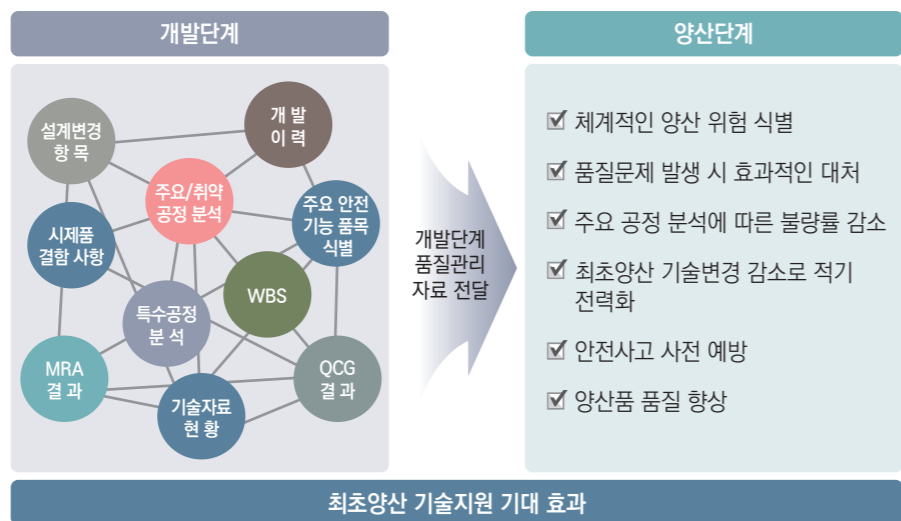 개발단계
설계변경
항 목
개 발
이 력
주요/취약
공정 분석
주요 안전
기능 품목
식별
시제품
결함 사항
WBS
특수공정
분 석
MRA
결 과
QCG
결 과
기술자료
현 황
개발단계
품질관리
자료 전달
양산단계
체계적인 양산 위험 식별
품질문제 발생 시 효과적인 대처
주요 공정 분석에 따른 불량률 감소
최초양산 기술변경 감소로 적기
전력화
안전사고 사전 예방
양산품 품질 향상
최초양산 기술지원 기대 효과